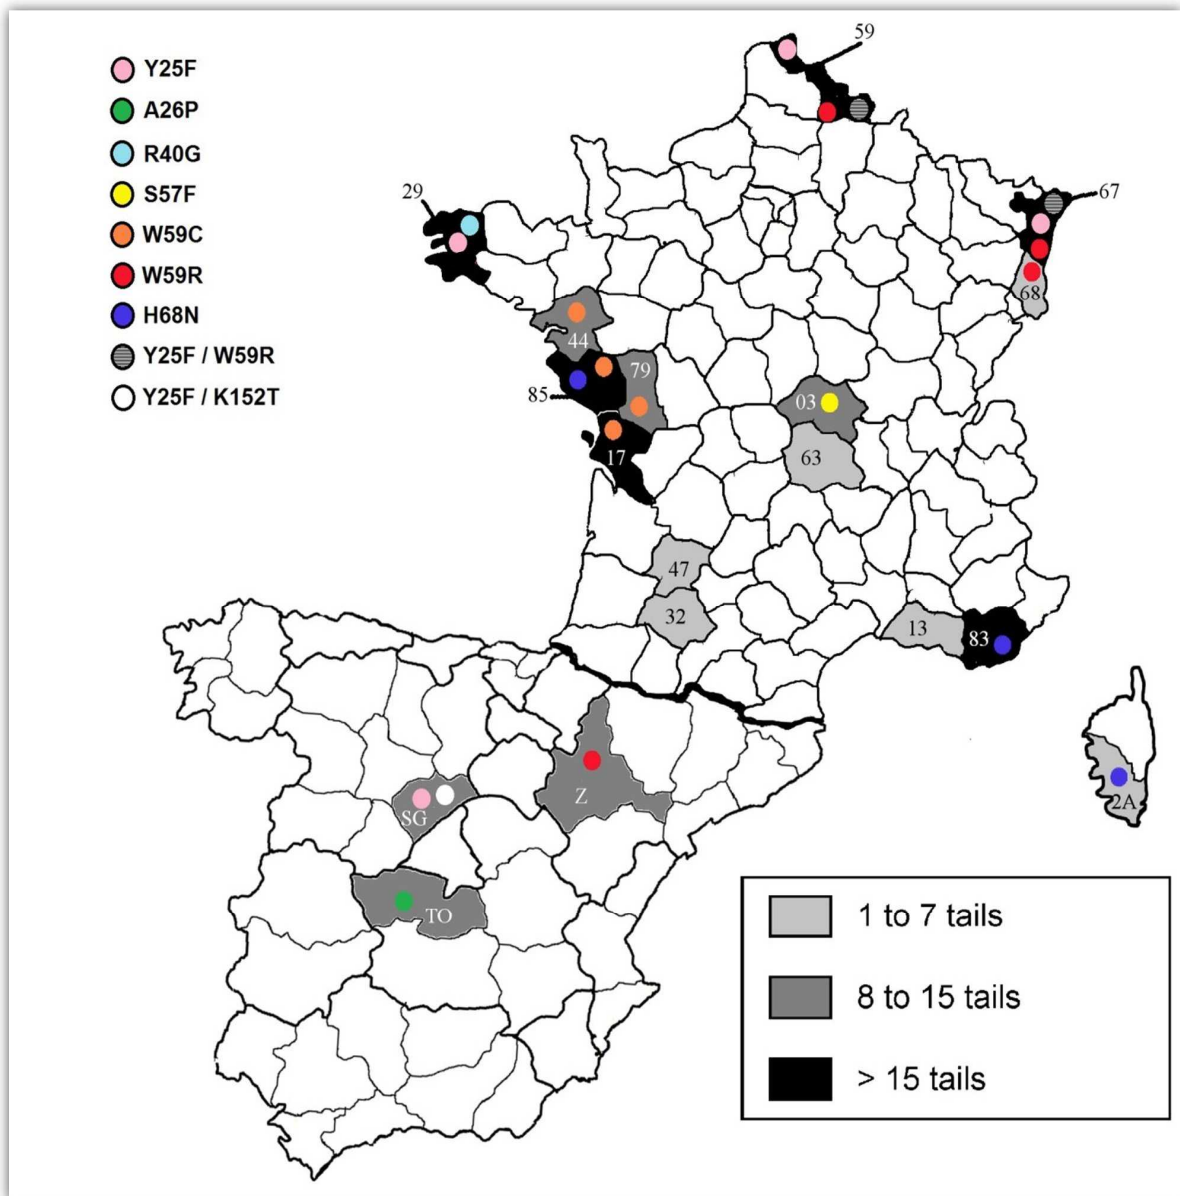 Y25F
A26P
R40G
S57F
W59C
W59R
H68N
Y25F / W59R
Y25F / K152T
59
29
67
68
44
79
85
03
17
63
47
32
13
83
Z
SG
2A
TO
1 to 7 tails
8 to 15 tails
> 15 tails